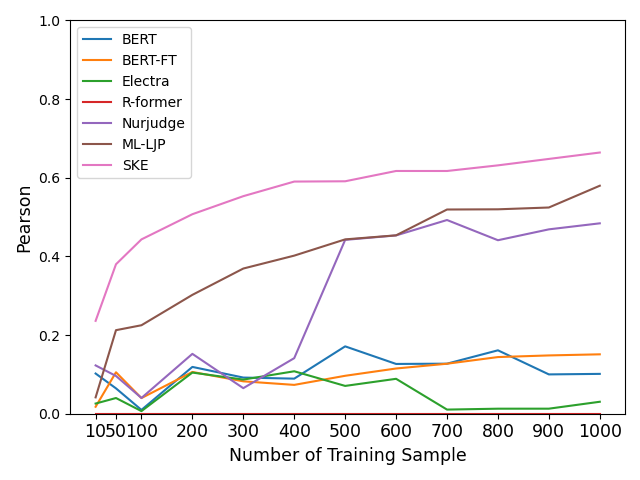 BERT
BERT-FT
Electra
R-former
Nurjudge
ML-LJP
SKE
Pearson
1.0
0.8
0.6
0.4
0.2
0.0
10 50 100 200 300 400 500 600 700 800 900 1000
Number of Training Sample